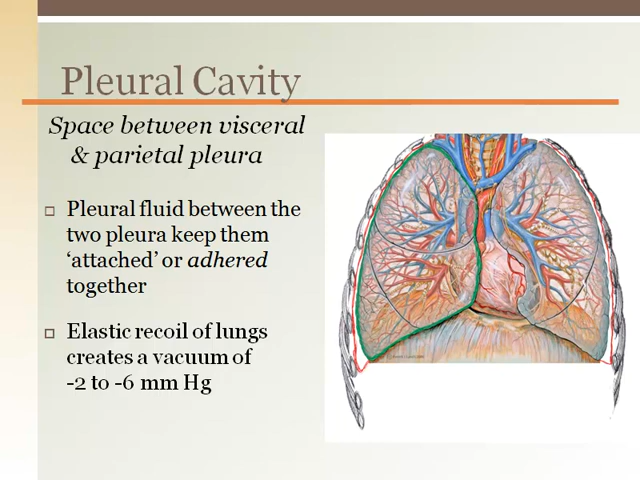 Pleural Cavity
Space between visceral
& parietal pleura
Pleural fluid between the
two pleura keep them
‘attached’ or adhered
together
Elastic recoil of lungs
creates a vacuum of
-2 to -6 mm Hg